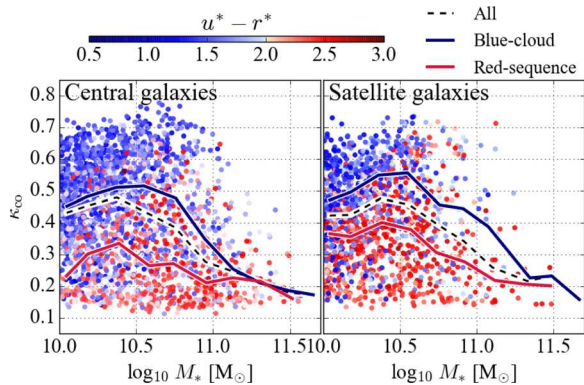 u* − r*
0.5 1.0 1.5 2.0 2.5 3.0
All
Blue-cloud
Red-sequence
Central galaxies
Satellite galaxies
0.8
0.7
0.6
0.5
0.4
0.3
0.2
0.1
κco
10.0 10.5 11.0 11.5 10.0 10.5 11.0 11.5
log10 M* [M⊙] log10 M* [M⊙]